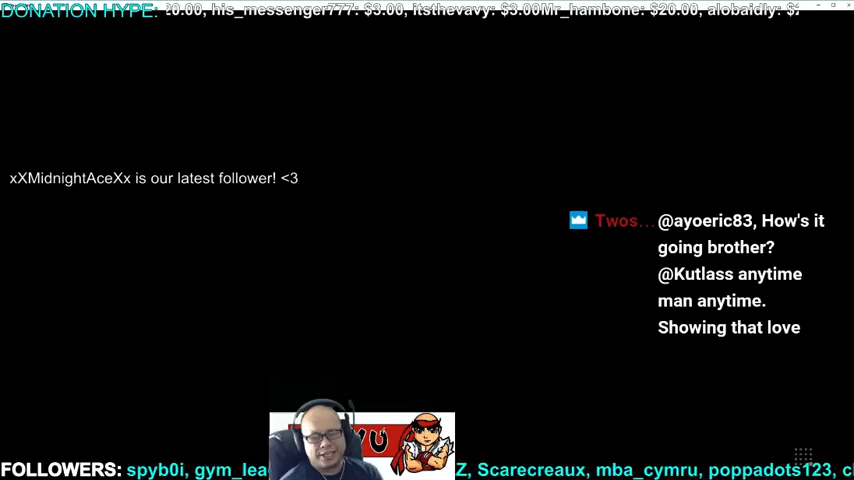 DONATION HYPE: 20.00, his_messenger777: $3.00, itsthevavy: $3.00Mr_hambone: $20.00, alobaidly:
xXMidnightAceXx is our latest follower! <3
Twos... @ayoeric83, How's it
going brother?
@Kutlass anytime
man anytime.
Showing that love
FOLLOWERS: spyb0i, Z, Scarecreaux, mba_cymru, poppadots123,